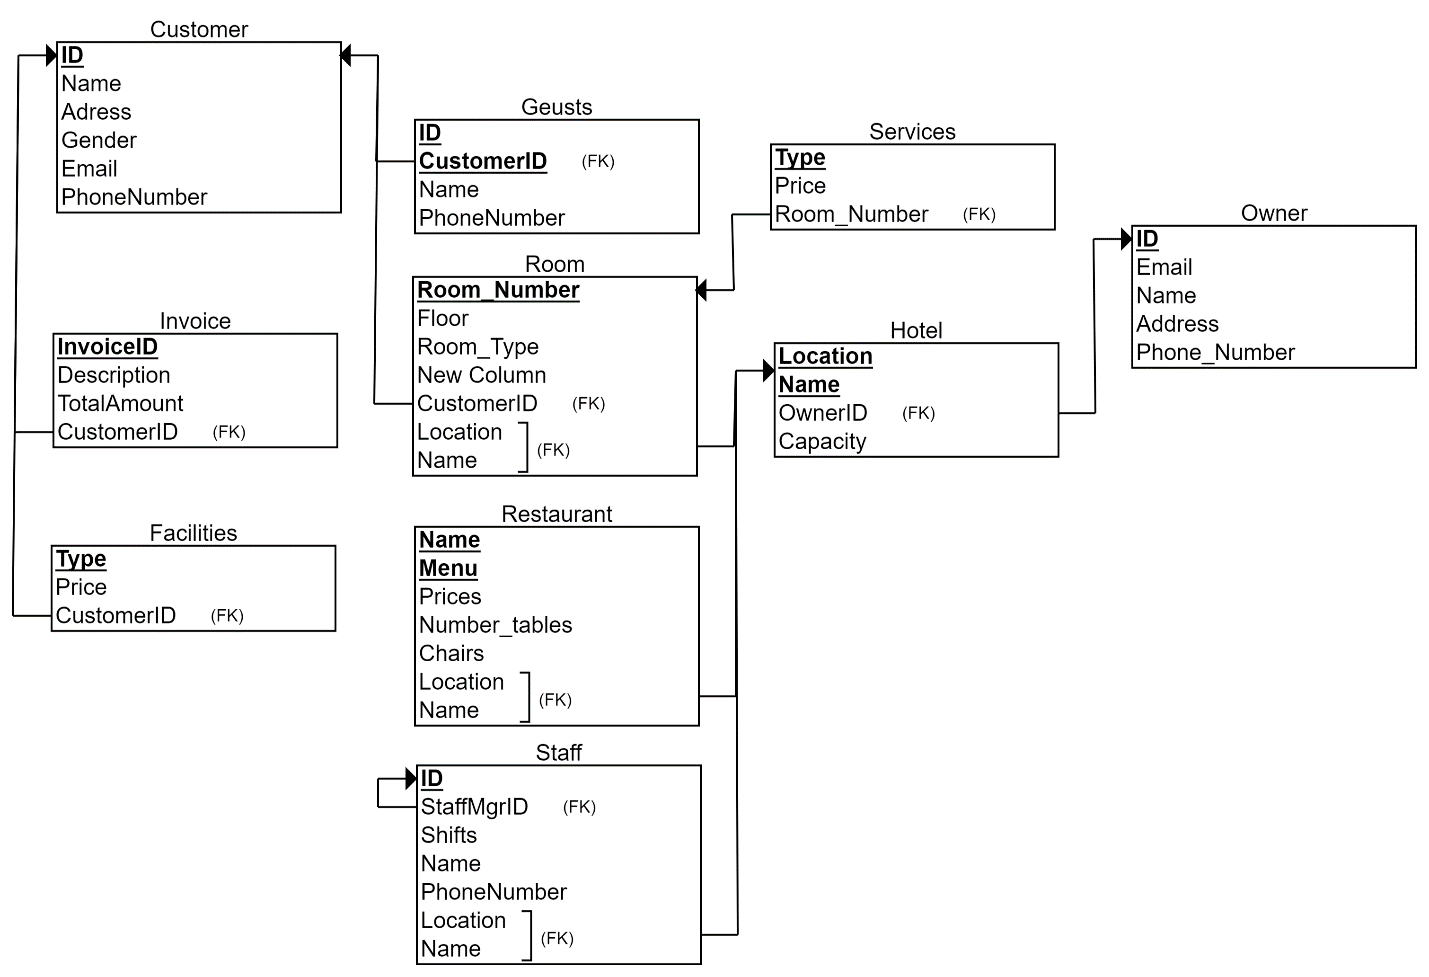 Customer
ID
Name
Adress
Gender
Email
PhoneNumber
Geusts
ID
CustomerID (FK)
Name
PhoneNumber
Services
Type
Price
Room_Number (FK)
Owner
ID
Email
Name
Address
Phone_Number
Room
Room_Number
Floor
Room_Type
New Column
CustomerID (FK)
Location
Name
(FK)
Invoice
InvoiceID
Description
TotalAmount
CustomerID (FK)
Hotel
Location
Name
OwnerID (FK)
Capacity
Facilities
Type
Price
CustomerID (FK)
Restaurant
Name
Menu
Prices
Number_tables
Chairs
Location
Name
(FK)
Staff
ID
StaffMgrID (FK)
Shifts
Name
PhoneNumber
Location
Name
(FK)